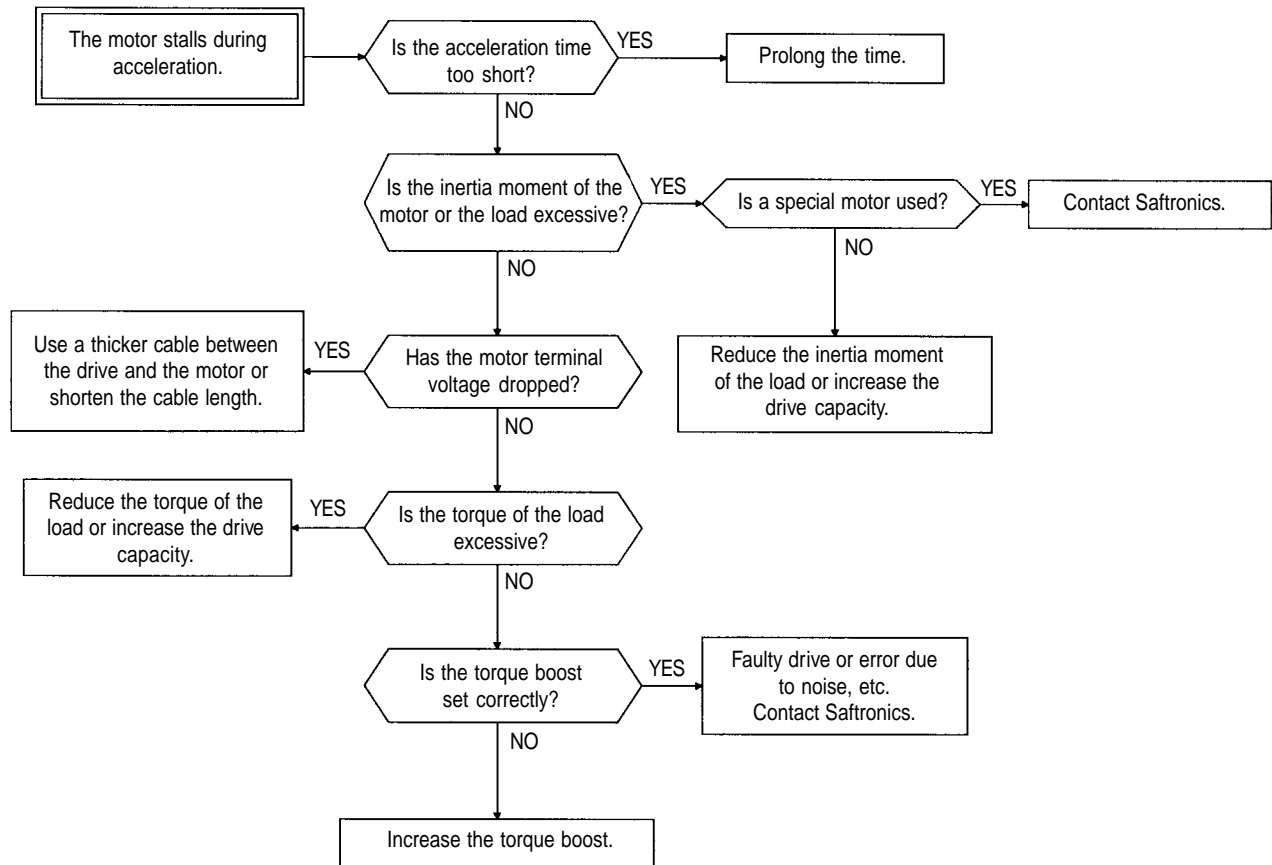 The motor stalls during
acceleration.
Is the acceleration time
too short?
YES
Prolong the time.
NO
Is the inertia moment of the
motor or the load excessive?
YES
Is a special motor used?
YES
Contact Saftronics.
NO
NO
Use a thicker cable between
the drive and the motor or
shorten the cable length.
YES
Has the motor terminal
voltage dropped?
Reduce the inertia moment
of the load or increase the
drive capacity.
NO
Reduce the torque of the
load or increase the drive
capacity.
YES
Is the torque of the load
excessive?
NO
Is the torque boost
set correctly?
YES
Faulty drive or error due
to noise, etc.
Contact Saftronics.
NO
Increase the torque boost.